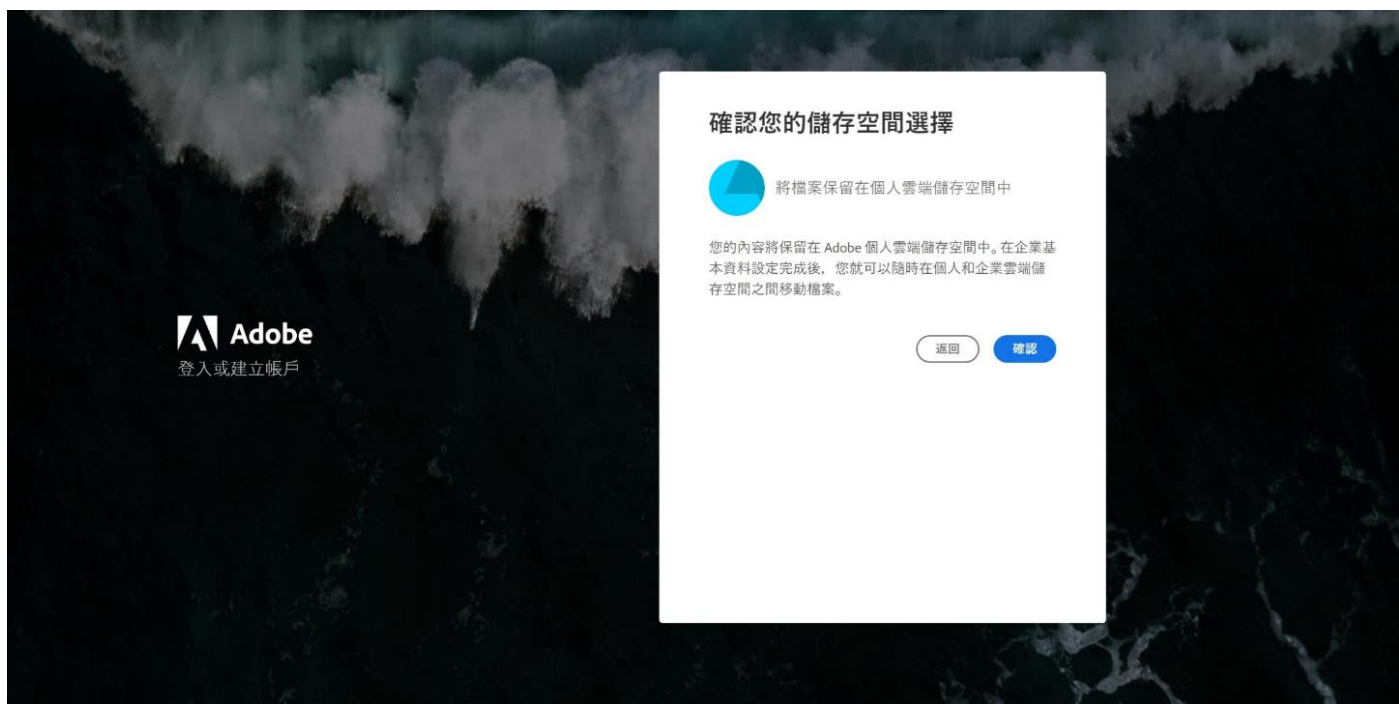 Adobe
登入或建立帳戶
確認您的儲存空間選擇
將檔案保留在個人雲端儲存空間中
您的內容將保留在 Adobe 個人雲端儲存空間中。在企業基
本資料設定完成後，您就可以隨時在個人和企業雲端儲
存空間之間移動檔案。
返回
確認